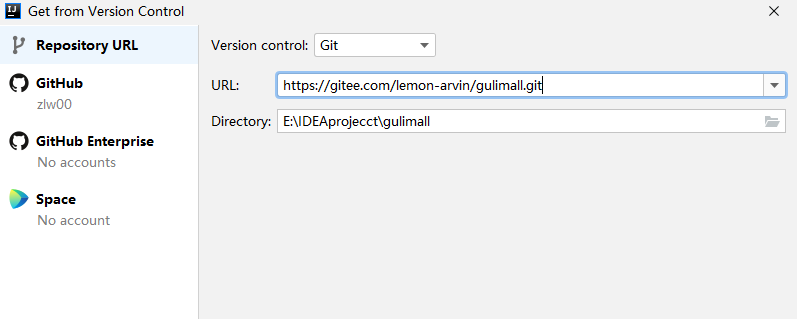 Get from Version Control
Repository URL
GitHub
zlw00
GitHub Enterprise
No accounts
Space
No account
Version control: Git
URL: https://gitee.com/lemon-arvin/gulimall.git
Directory: E:\IDEAprojecct\gulimall